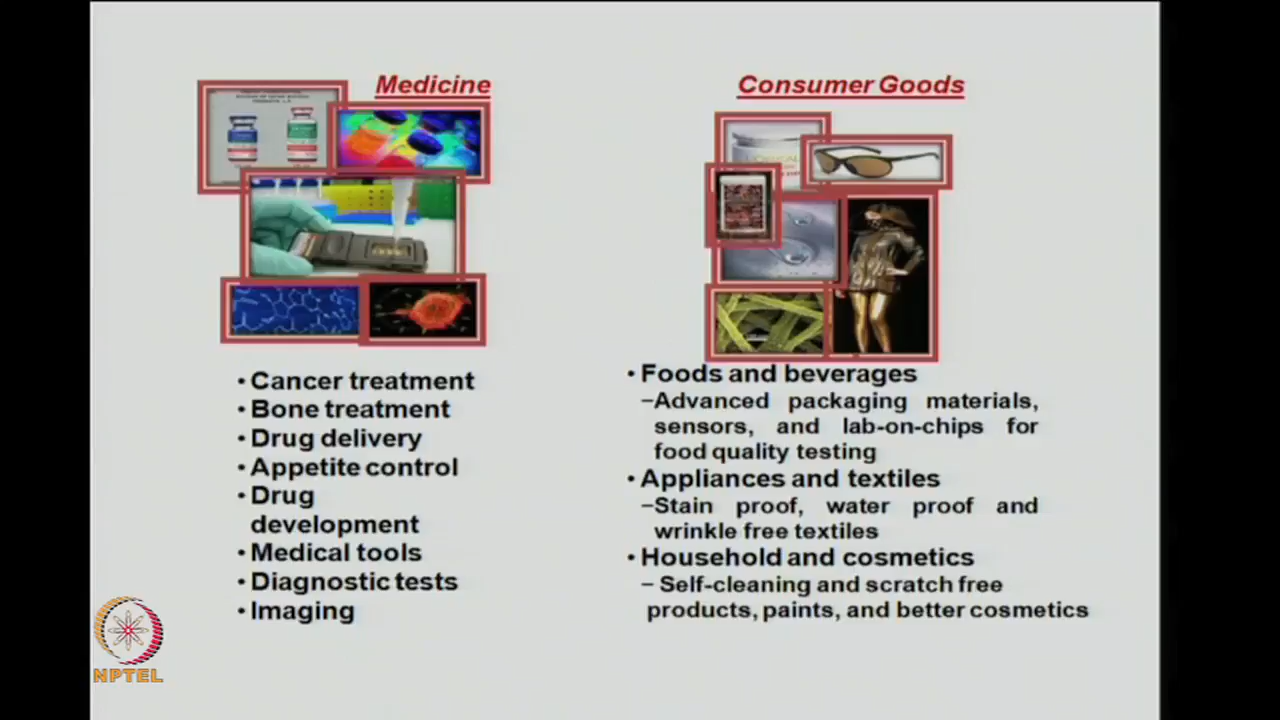 Medicine
• Cancer treatment
• Bone treatment
• Drug delivery
• Appetite control
• Drug
development
• Medical tools
• Diagnostic tests
• Imaging
Consumer Goods
• Foods and beverages
–Advanced packaging materials,
sensors, and lab-on-chips for
food quality testing
• Appliances and textiles
–Stain proof, water proof and
wrinkle free textiles
• Household and cosmetics
– Self-cleaning and scratch free
products, paints, and better cosmetics
NPTEL